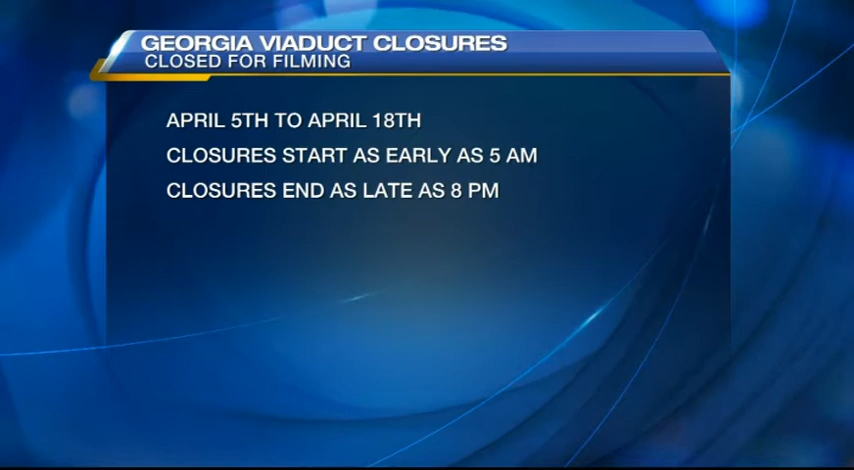 GEORGIA VIADUCT CLOSURES
CLOSED FOR FILMING
APRIL 5TH TO APRIL 18TH
CLOSURES START AS EARLY AS 5 AM
CLOSURES END AS LATE AS 8 PM